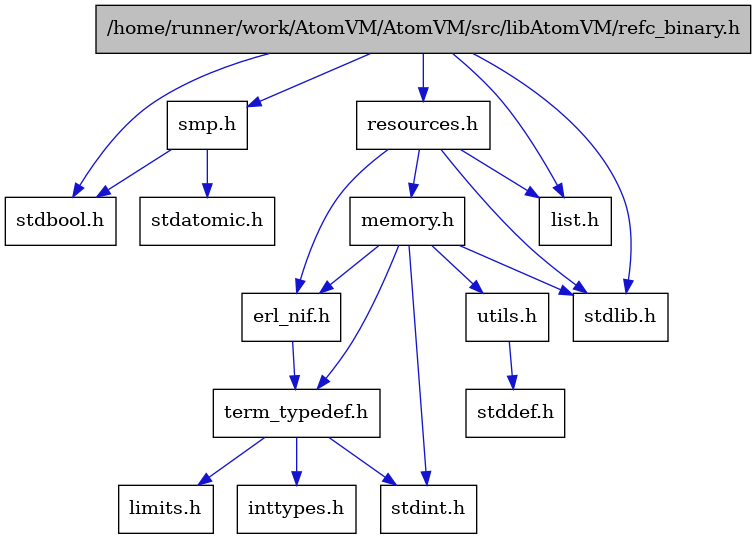 /home/runner/work/AtomVM/AtomVM/src/libAtomVM/refc_binary.h
smp.h
resources.h
stdbool.h
stdatomic.h
memory.h
list.h
erl_nif.h
utils.h
stdlib.h
term_typedef.h
stddef.h
limits.h
inttypes.h
stdint.h